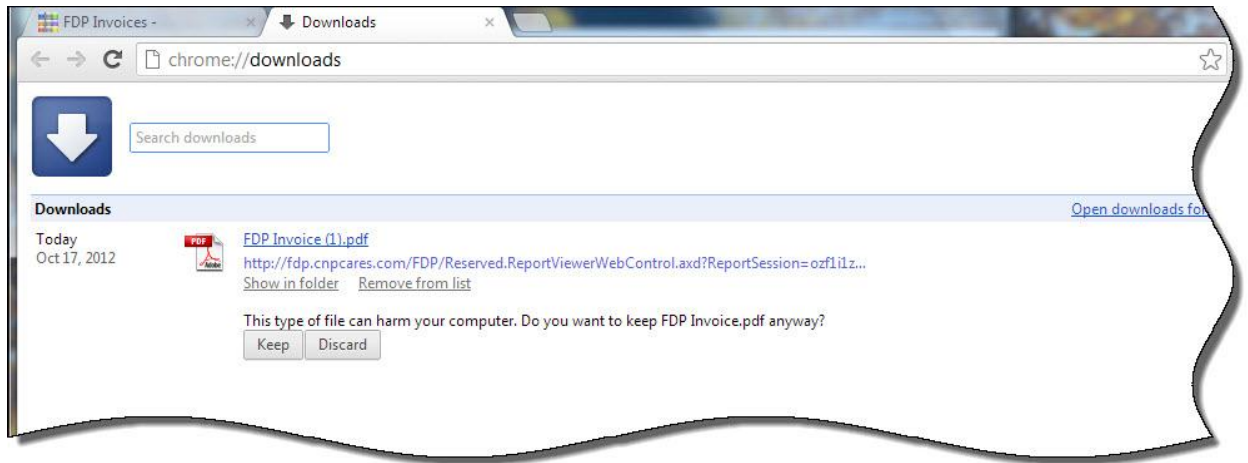 FDP Invoices -
Downloads
chrome://downloads
Search downloads
Downloads
Open downloads fo
Today
Oct 17, 2012
PDF
Adobe
FDP Invoice (1).pdf
http://fdp.cnpcares.com/FDP/Reserved.ReportViewerWebControl.axd?ReportSession=ozf1i1z...
Show in folder Remove from list
This type of file can harm your computer. Do you want to keep FDP Invoice.pdf anyway?
Keep Discard